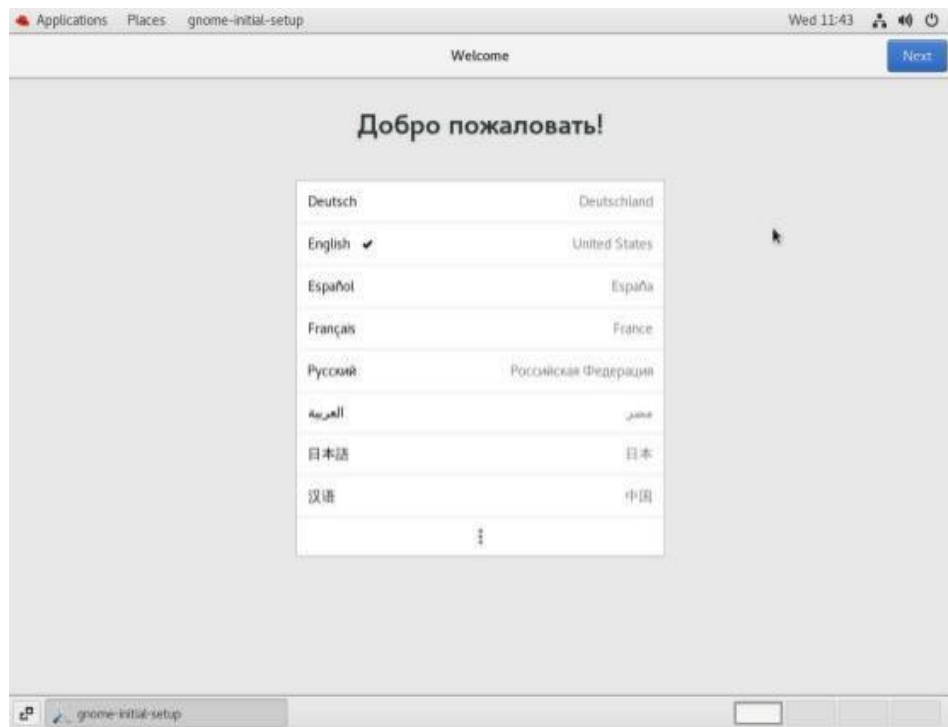 Applications Places gnome-initial-setup Wed 11:43
Welcome Next
Добро пожаловать!
Deutsch Deutschland
English United States
Español España
Français France
Русский Российская Федерация
العربية مصر
日本語 日本
汉语 中国
gnome-initial-setup